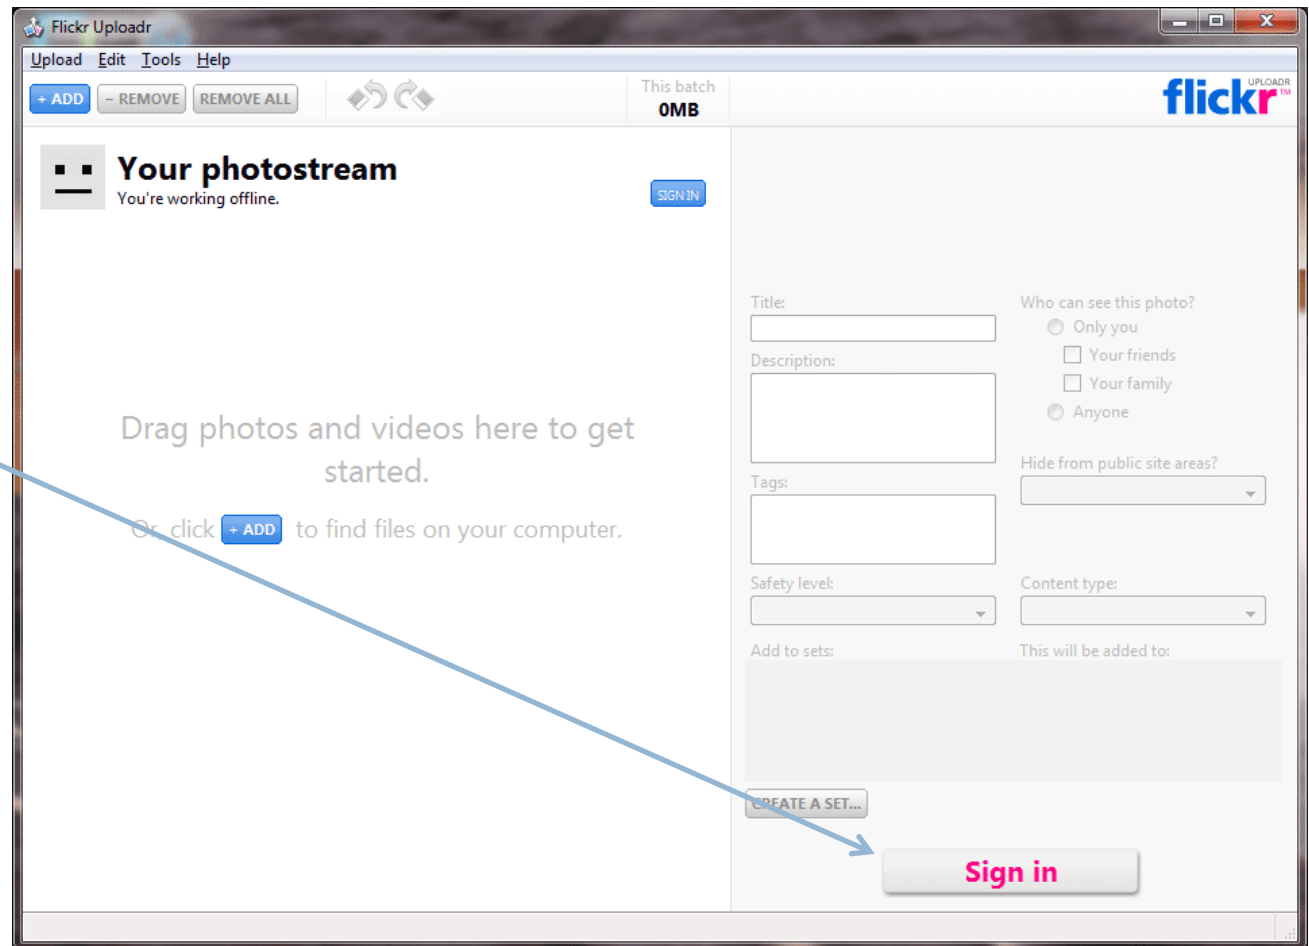 Flickr Uploadr
Upload Edit Tools Help
+ ADD − REMOVE REMOVE ALL
This batch
0MB
flickr UPLOADR TM
Your photostream
You're working offline.
SIGN IN
Drag photos and videos here to get
started.
Or, click + ADD to find files on your computer.
Title:
Description:
Tags:
Safety level:
Add to sets:
Who can see this photo?
Only you
Your friends
Your family
Anyone
Hide from public site areas?
Content type:
This will be added to:
CREATE A SET...
Sign in